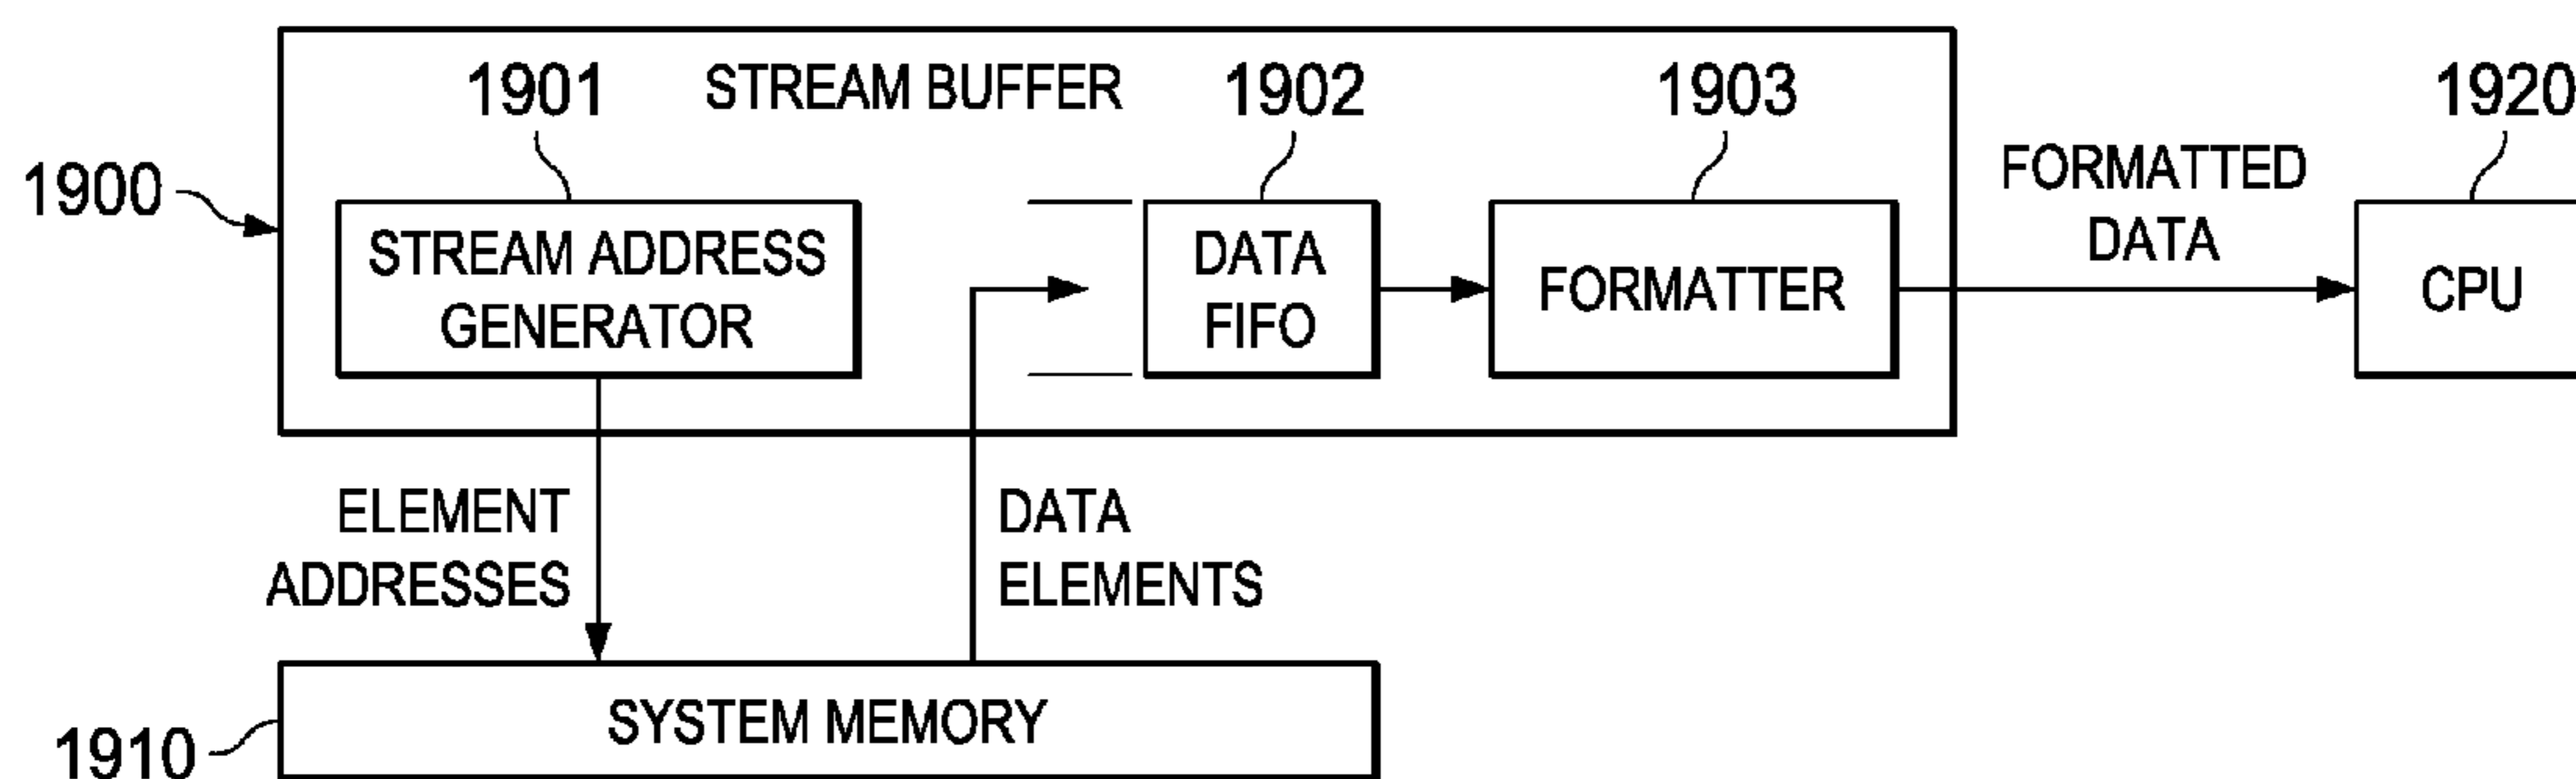 1901
STREAM BUFFER
1902
1903
1920
1900
STREAM ADDRESS
GENERATOR
DATA
FIFO
FORMATTER
FORMATTED
DATA
CPU
ELEMENT
ADDRESSES
DATA
ELEMENTS
SYSTEM MEMORY
1910